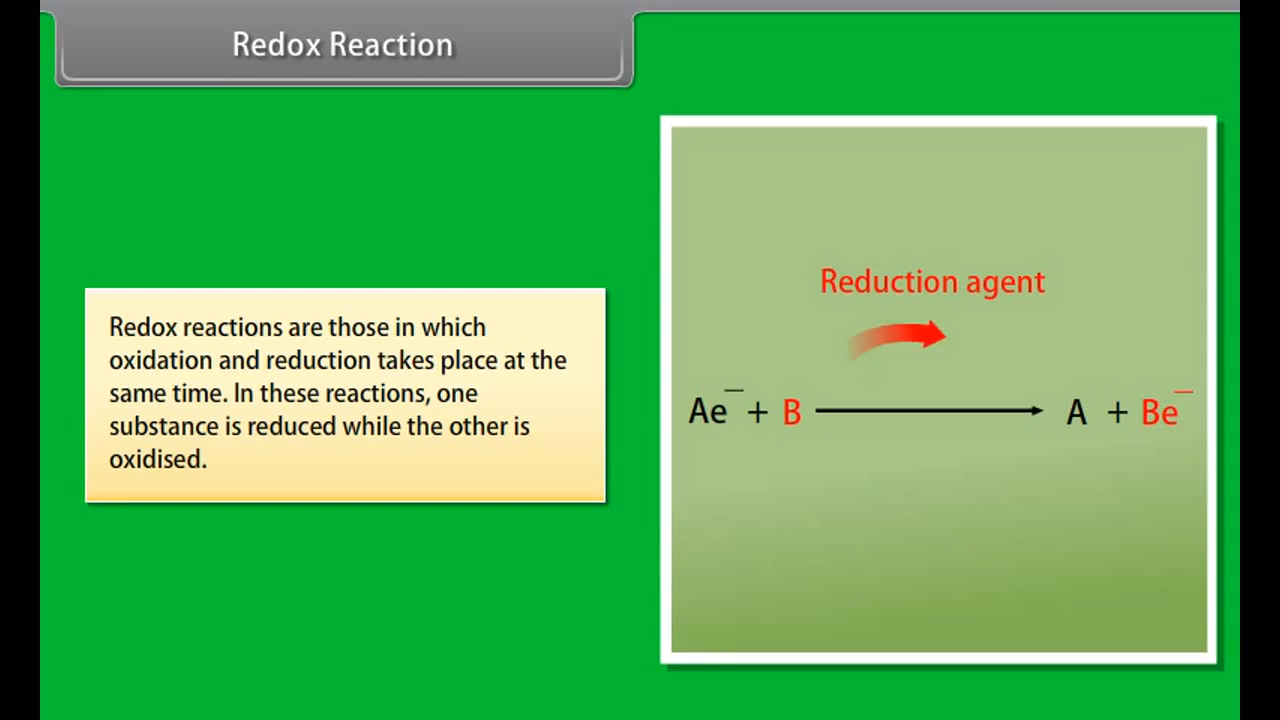 Redox Reaction
Redox reactions are those in which
oxidation and reduction takes place at the
same time. In these reactions, one
substance is reduced while the other is
oxidised.
Reduction agent
Ae⁻ + B ⟶ A + Be⁻